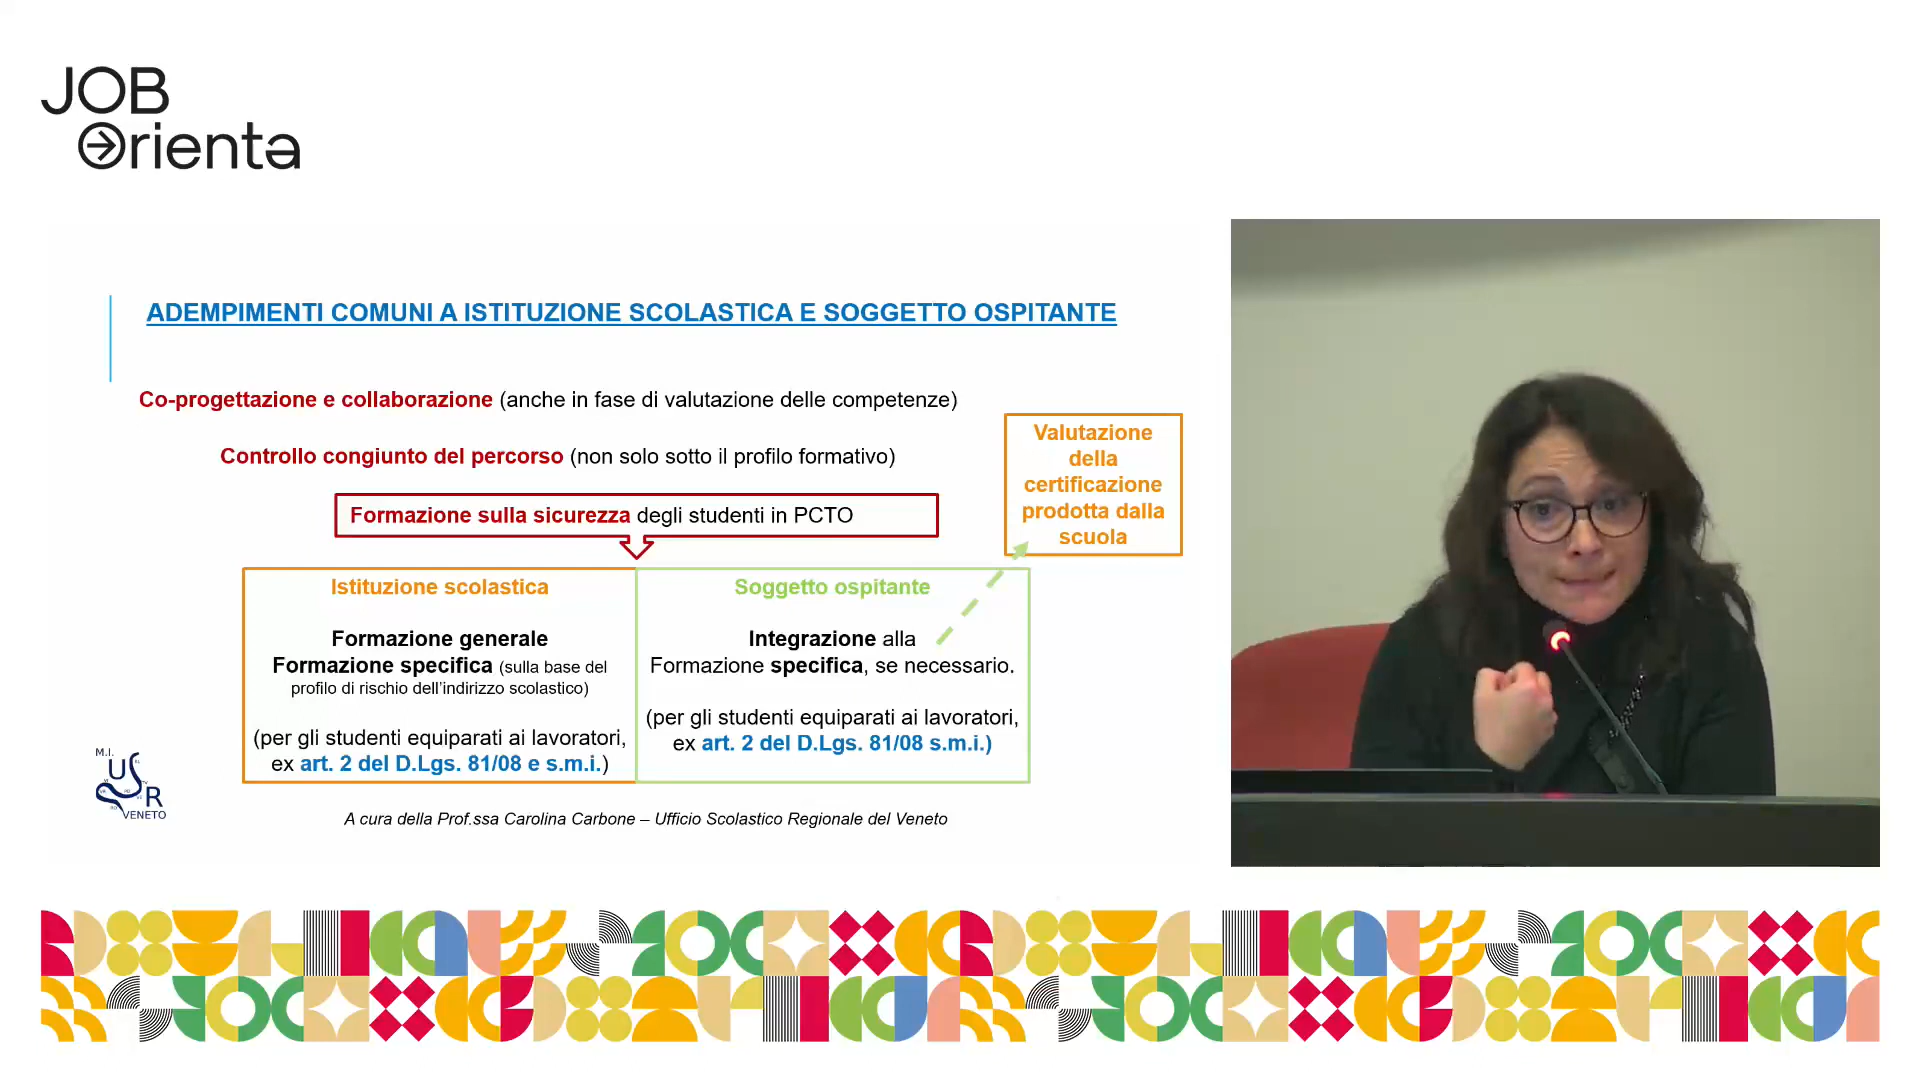 JOB
Orienta
ADEMPIMENTI COMUNI A ISTITUZIONE SCOLASTICA E SOGGETTO OSPITANTE
Co-progettazione e collaborazione (anche in fase di valutazione delle competenze)
Controllo congiunto del percorso (non solo sotto il profilo formativo)
Valutazione
della
certificazione
prodotta dalla
scuola
Formazione sulla sicurezza degli studenti in PCTO
Istituzione scolastica
Formazione generale
Formazione specifica (sulla base del
profilo di rischio dell'indirizzo scolastico)
(per gli studenti equiparati ai lavoratori,
ex art. 2 del D.Lgs. 81/08 e s.m.i.)
Soggetto ospitante
Integrazione alla
Formazione specifica, se necessario.
(per gli studenti equiparati ai lavoratori,
ex art. 2 del D.Lgs. 81/08 s.m.i.)
M.I.
USR
VENETO
A cura della Prof.ssa Carolina Carbone – Ufficio Scolastico Regionale del Veneto